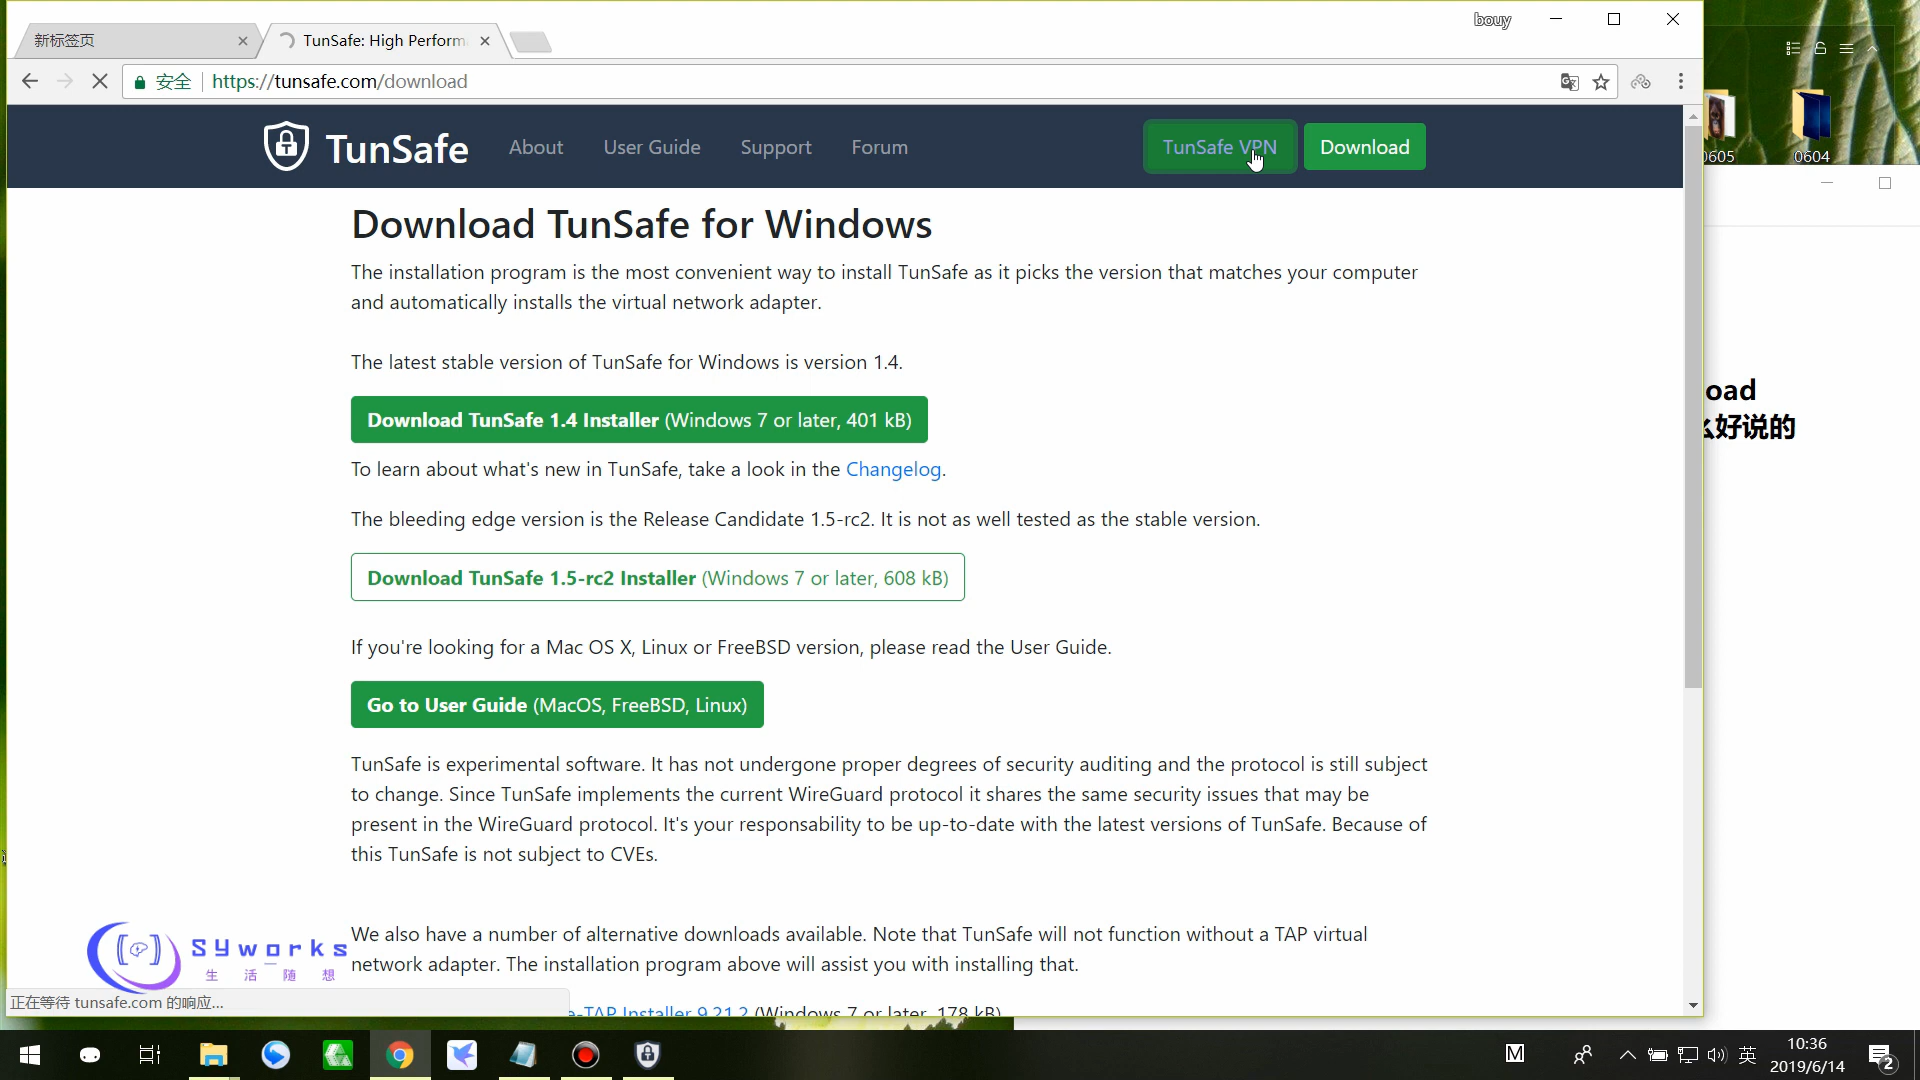 bouy
新标签页
TunSafe: High Perform
安全
https://tunsafe.com/download
0605
0604
TunSafe
About
User Guide
Support
Forum
TunSafe VPN
Download
Download TunSafe for Windows
The installation program is the most convenient way to install TunSafe as it picks the version that matches your computer
and automatically installs the virtual network adapter.
The latest stable version of TunSafe for Windows is version 1.4.
Download TunSafe 1.4 Installer (Windows 7 or later, 401 kB)
To learn about what's new in TunSafe, take a look in the Changelog.
The bleeding edge version is the Release Candidate 1.5-rc2. It is not as well tested as the stable version.
Download TunSafe 1.5-rc2 Installer (Windows 7 or later, 608 kB)
If you're looking for a Mac OS X, Linux or FreeBSD version, please read the User Guide.
Go to User Guide (MacOS, FreeBSD, Linux)
TunSafe is experimental software. It has not undergone proper degrees of security auditing and the protocol is still subject
to change. Since TunSafe implements the current WireGuard protocol it shares the same security issues that may be
present in the WireGuard protocol. It's your responsability to be up-to-date with the latest versions of TunSafe. Because of
this TunSafe is not subject to CVEs.
We also have a number of alternative downloads available. Note that TunSafe will not function without a TAP virtual
network adapter. The installation program above will assist you with installing that.
e-TAP Installer 9.21.2 (Windows 7 or later, 178 kB)
oad
好说的
SYworks
生活随想
正在等待 tunsafe.com 的响应...
M
英
10:36
2019/6/14
2